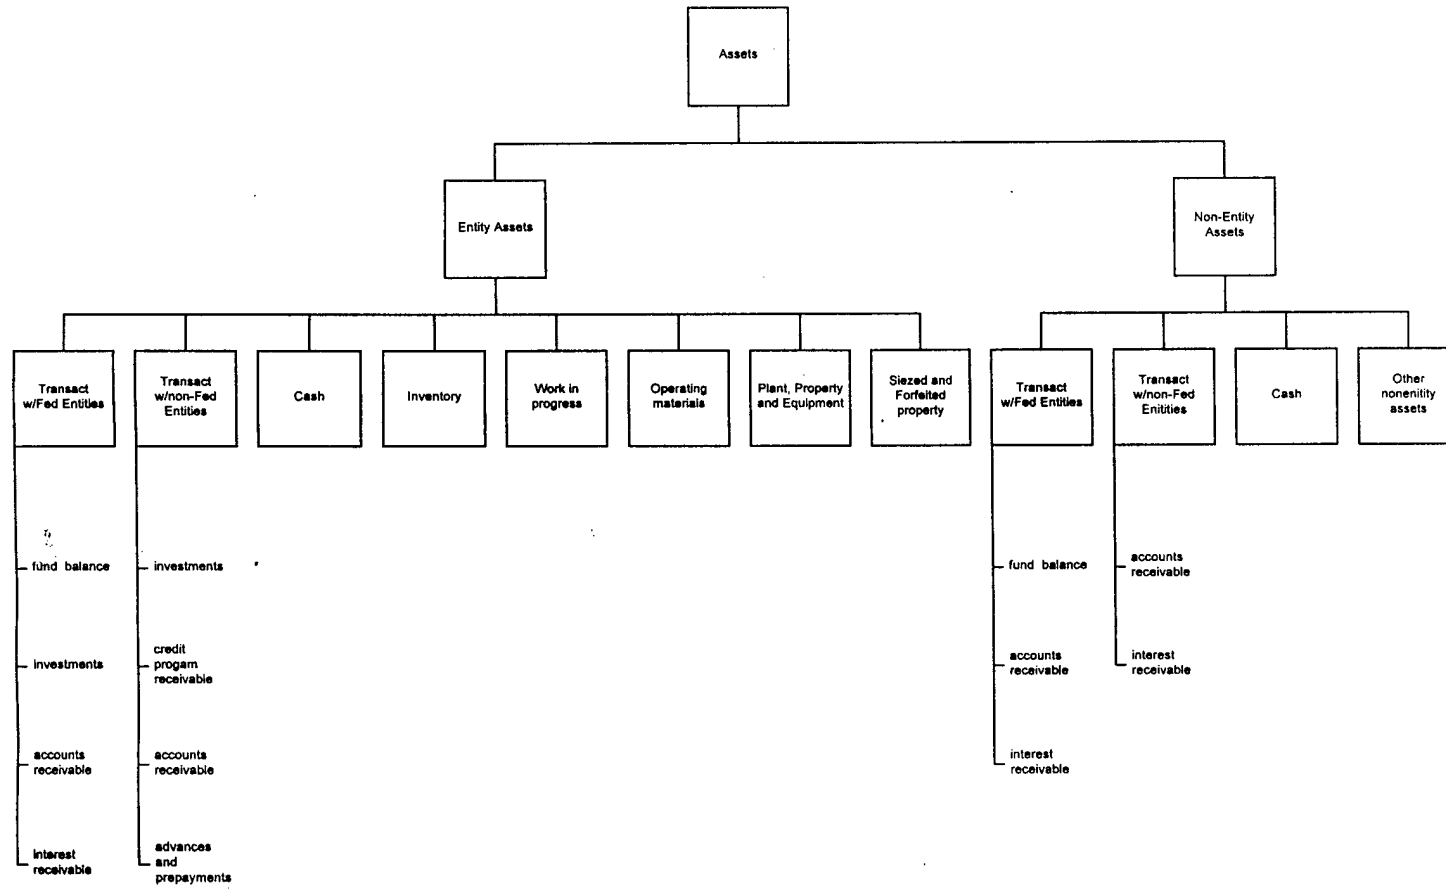 Assets
Entity Assets
Non-Entity
Assets
Transact
w/Fed Entities
Transact
w/non-Fed
Entities
Cash
Inventory
Work in
progress
Operating
materials
Plant, Property
and Equipment
Siezed and
Forfeited
property
Transact
w/Fed Entities
Transact
w/non-Fed
Enitities
Cash
Other
nonenitity
assets
fund balance
investments
accounts
receivable
interest
receivable
investments
credit
progam
receivable
accounts
receivable
advances
and
prepayments
fund balance
accounts
receivable
interest
receivable
accounts
receivable
interest
receivable